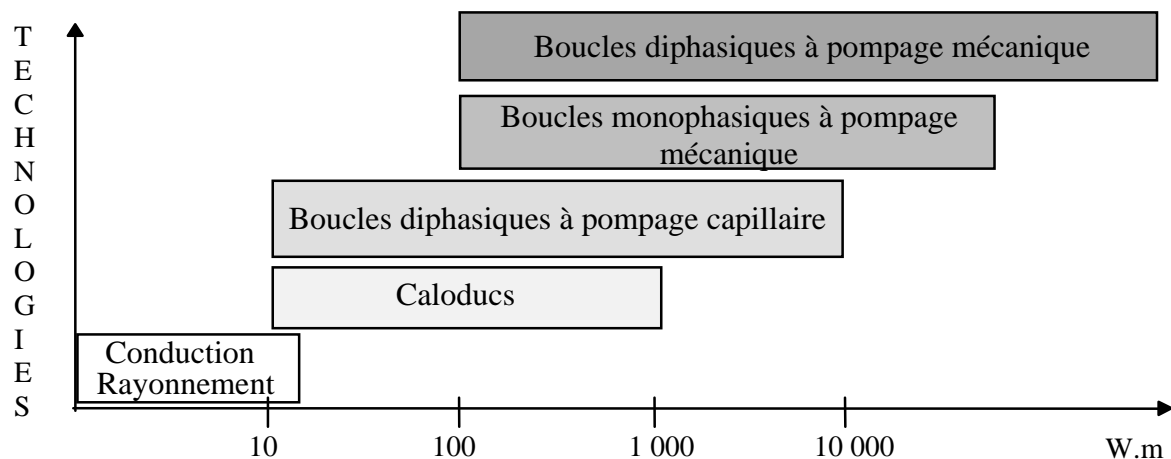 TECHNOLOGIES
Boucles diphasiques à pompage mécanique
Boucles monophasiques à pompage
mécanique
Boucles diphasiques à pompage capillaire
Caloducs
Conduction
Rayonnement
10 100 1 000 10 000 W.m